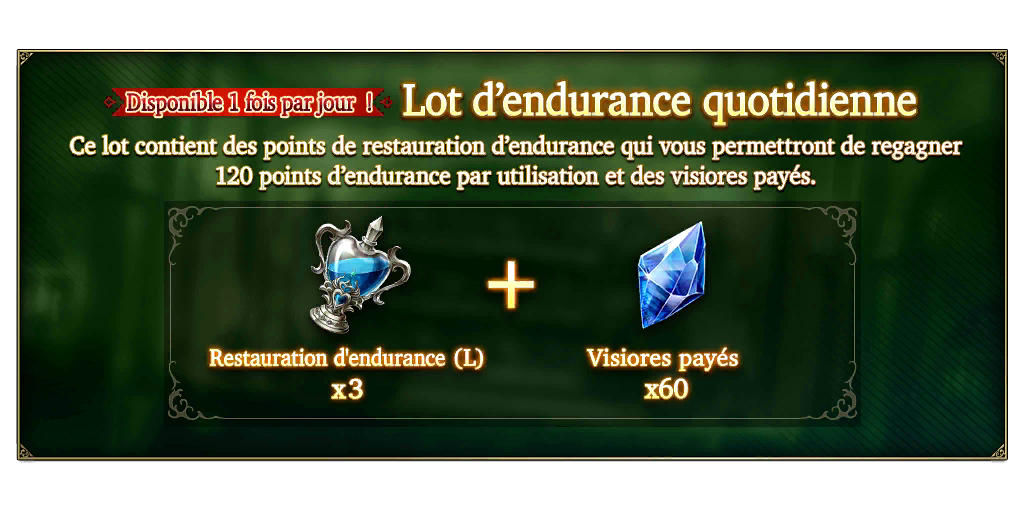 Disponible 1 fois par jour !
Lot d’endurance quotidienne
Ce lot contient des points de restauration d’endurance qui vous permettront de regagner
120 points d’endurance par utilisation et des visiores payés.
+
Restauration d'endurance (L)
x3
Visiores payés
x60